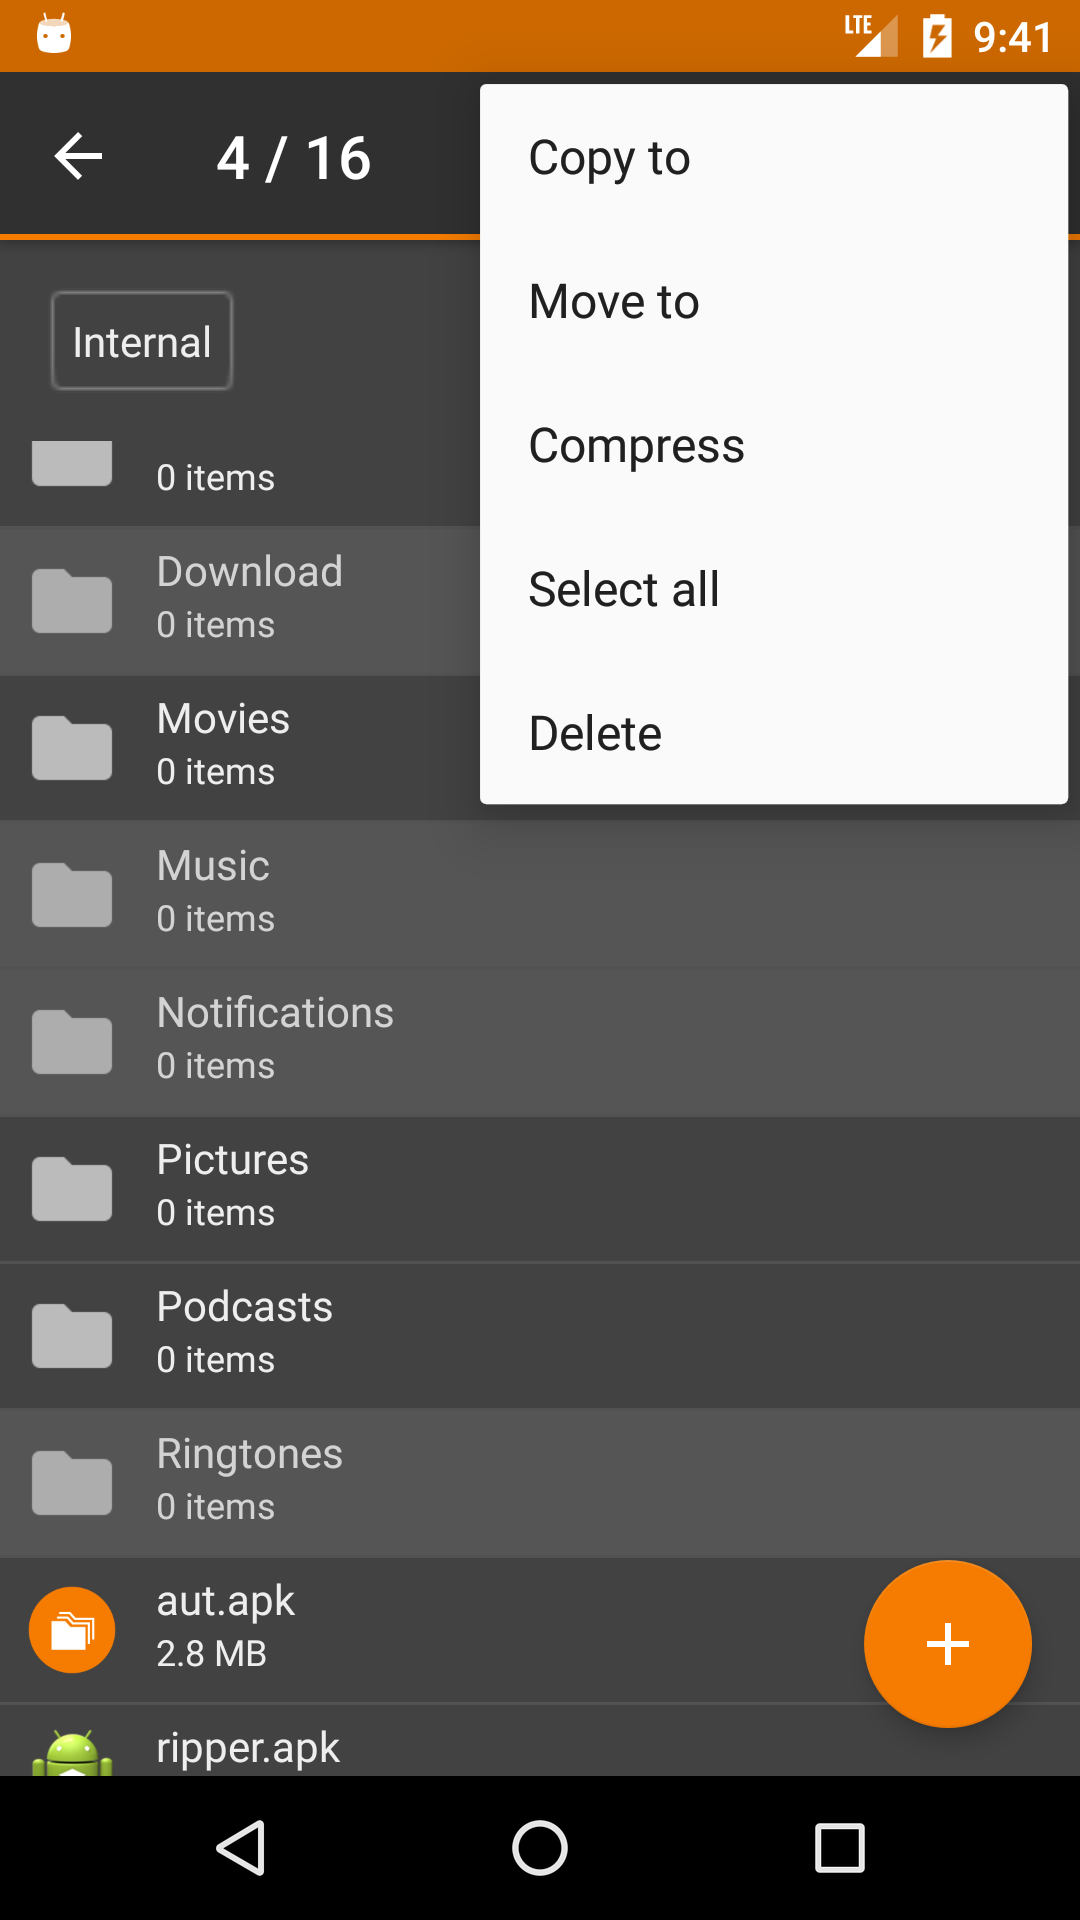 LTE 9:41
4 / 16
Copy to
Move to
Compress
Select all
Delete
Internal
0 items
Download
0 items
Movies
0 items
Music
0 items
Notifications
0 items
Pictures
0 items
Podcasts
0 items
Ringtones
0 items
aut.apk
2.8 MB
ripper.apk